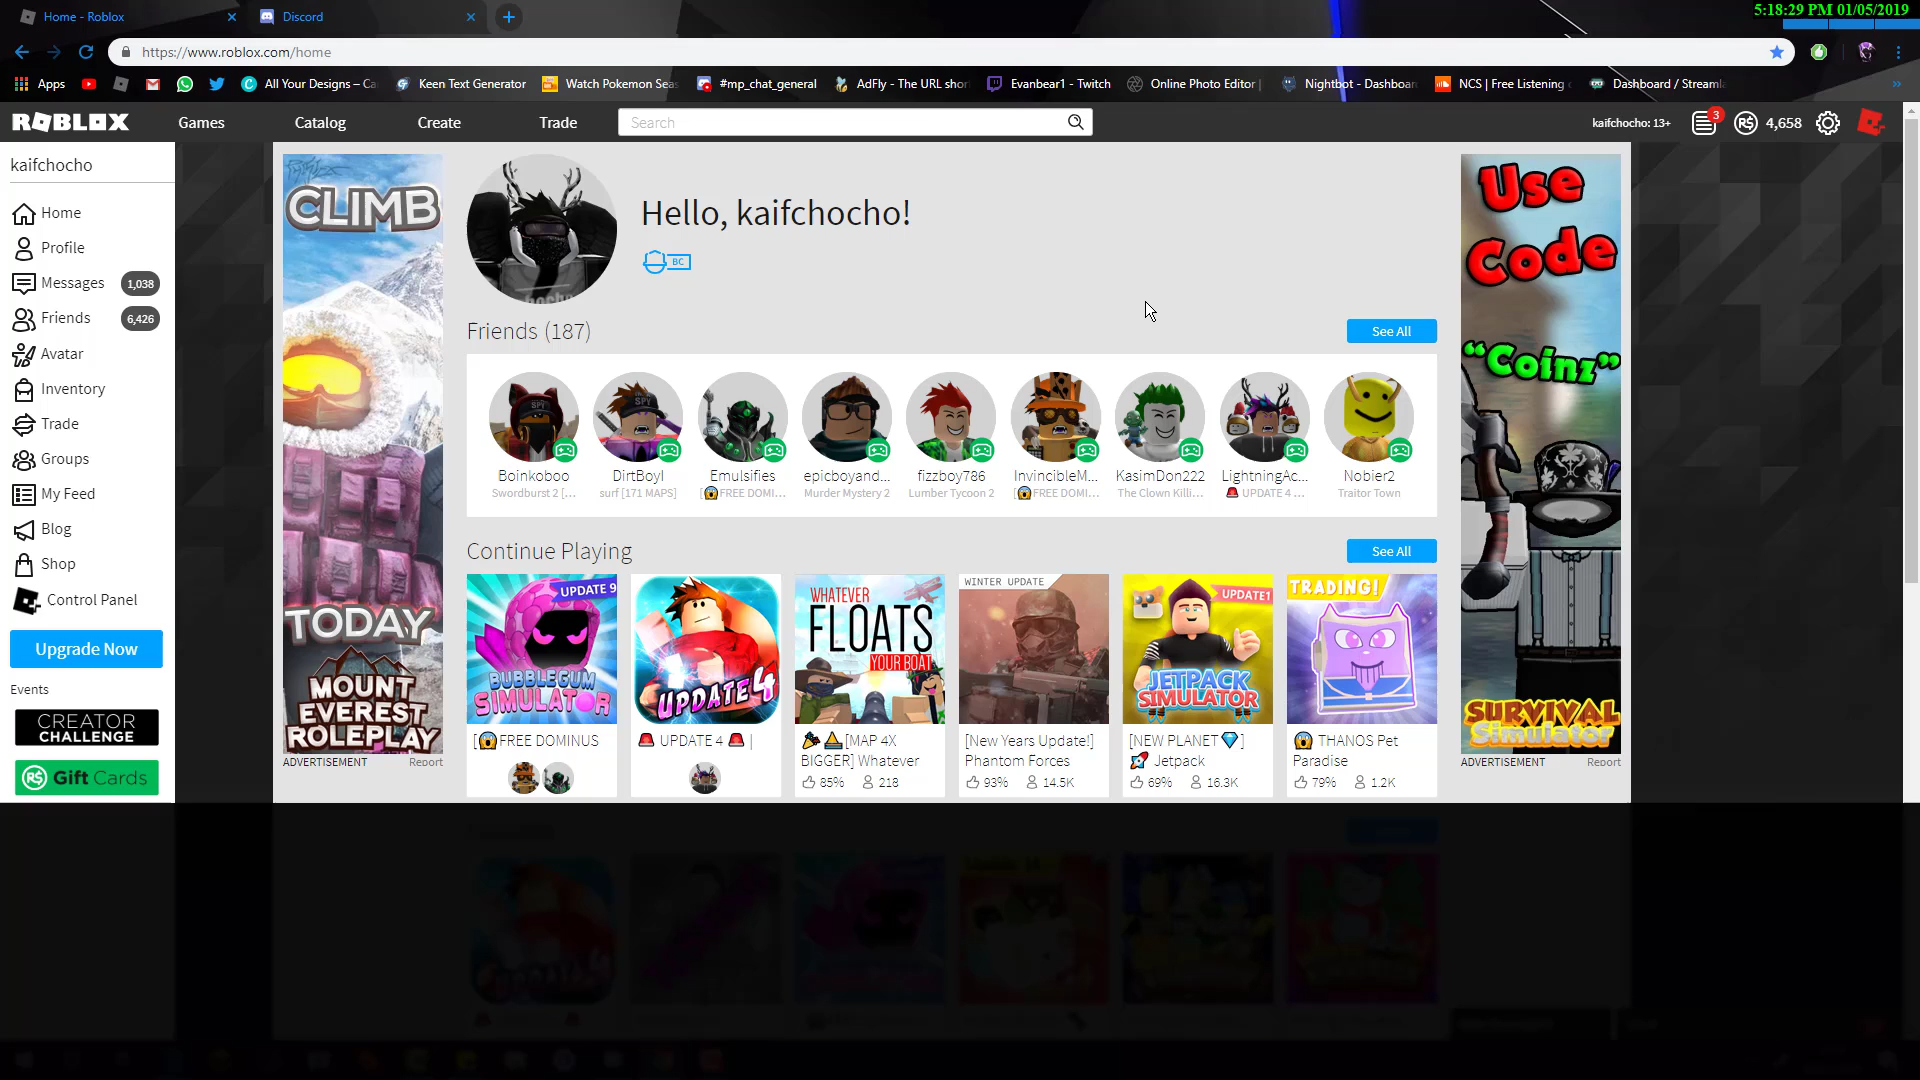 5:18:29 PM 01/05/2019
Home - Roblox
Discord
https://www.roblox.com/home
Apps
All Your Designs – Ca
Keen Text Generator
Watch Pokemon Seas
#mp_chat_general
AdFly - The URL shor
Evanbear1 - Twitch
Online Photo Editor |
Nightbot - Dashboar
NCS | Free Listening
Dashboard / Streamla
ROBLOX
Games
Catalog
Create
Trade
Search
kaifchocho: 13+
3
4,658
kaifchocho
Home
Profile
Messages
1,038
Friends
6,426
Avatar
Inventory
Trade
Groups
My Feed
Blog
Shop
Control Panel
Upgrade Now
Events
CREATOR
CHALLENGE
Gift Cards
CLIMB
TODAY
MOUNT
EVEREST
ROLEPLAY
ADVERTISEMENT
Report
Hello, kaifchocho!
BC
Friends (187)
See All
Boinkoboo
Swordburst 2 [...
DirtBoyl
surf [171 MAPS]
Emulsifies
[😱FREE DOMI...
epicboyand...
Murder Mystery 2
fizzboy786
Lumber Tycoon 2
InvincibleM...
[😱FREE DOMI...
KasimDon222
The Clown Killi...
LightningAc...
🚨 UPDATE 4 ...
Nobier2
Traitor Town
Continue Playing
See All
UPDATE 9
BUBBLEGUM
SIMULATOR
[😱FREE DOMINUS
UPDATE 4
🚨 UPDATE 4 🚨 |
WHATEVER
FLOATS
YOUR BOAT
🎉⛵[MAP 4X
BIGGER] Whatever
85%
218
WINTER UPDATE
[New Years Update!]
Phantom Forces
93%
14.5K
UPDATE1
JETPACK
SIMULATOR
[NEW PLANET💎]
🚀 Jetpack
69%
16.3K
TRADING!
😱 THANOS Pet
Paradise
79%
1.2K
Use
Code
"Coinz"
SURVIVAL
Simulator
ADVERTISEMENT
Report